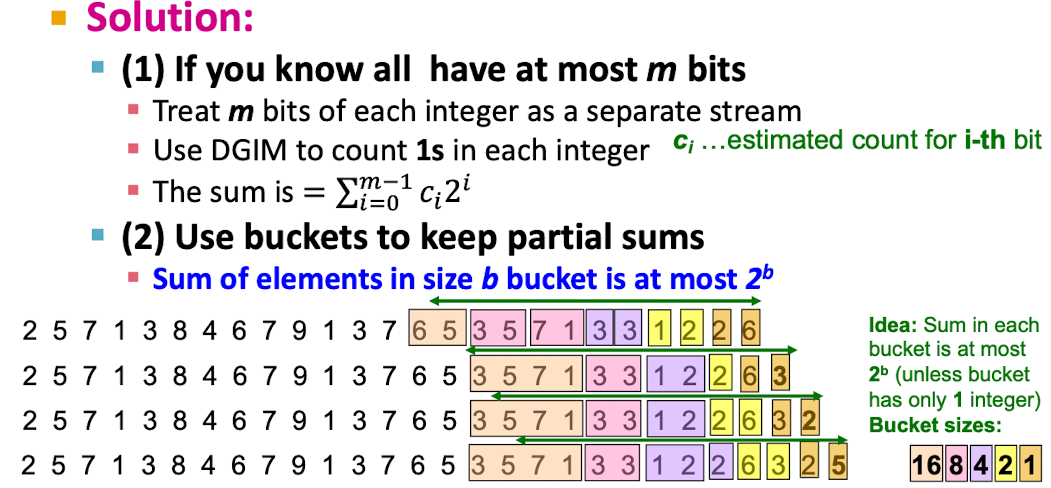 Solution:
(1) If you know all have at most m bits
Treat m bits of each integer as a separate stream
Use DGIM to count 1s in each integer
cᵢ …estimated count for i-th bit
The sum is = ∑ᵢ₌₀ᵐ⁻¹ cᵢ2ⁱ
(2) Use buckets to keep partial sums
Sum of elements in size b bucket is at most 2ᵇ
2 5 7 1 3 8 4 6 7 9 1 3 7 6 5 3 5 7 1 3 3 1 2 2 6
2 5 7 1 3 8 4 6 7 9 1 3 7 6 5 3 5 7 1 3 3 1 2 2 6 3
2 5 7 1 3 8 4 6 7 9 1 3 7 6 5 3 5 7 1 3 3 1 2 2 6 3 2
2 5 7 1 3 8 4 6 7 9 1 3 7 6 5 3 5 7 1 3 3 1 2 2 6 3 2 5
Idea: Sum in each
bucket is at most
2ᵇ (unless bucket
has only 1 integer)
Bucket sizes:
16 8 4 2 1